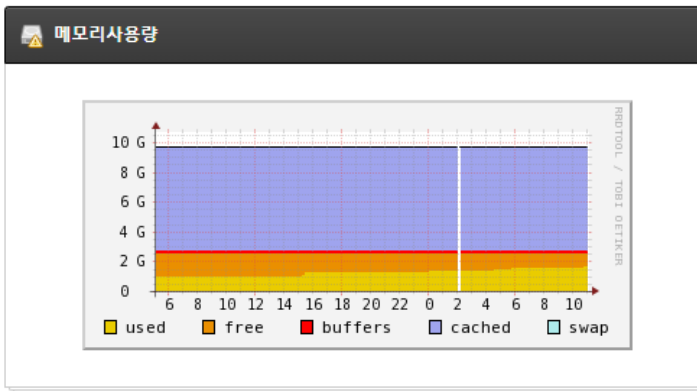 메모리사용량
RRDTOOL / TOBI OETIKER
10 G
8 G
6 G
4 G
2 G
0
6 8 10 12 14 16 18 20 22 0 2 4 6 8 10
used free buffers cached swap